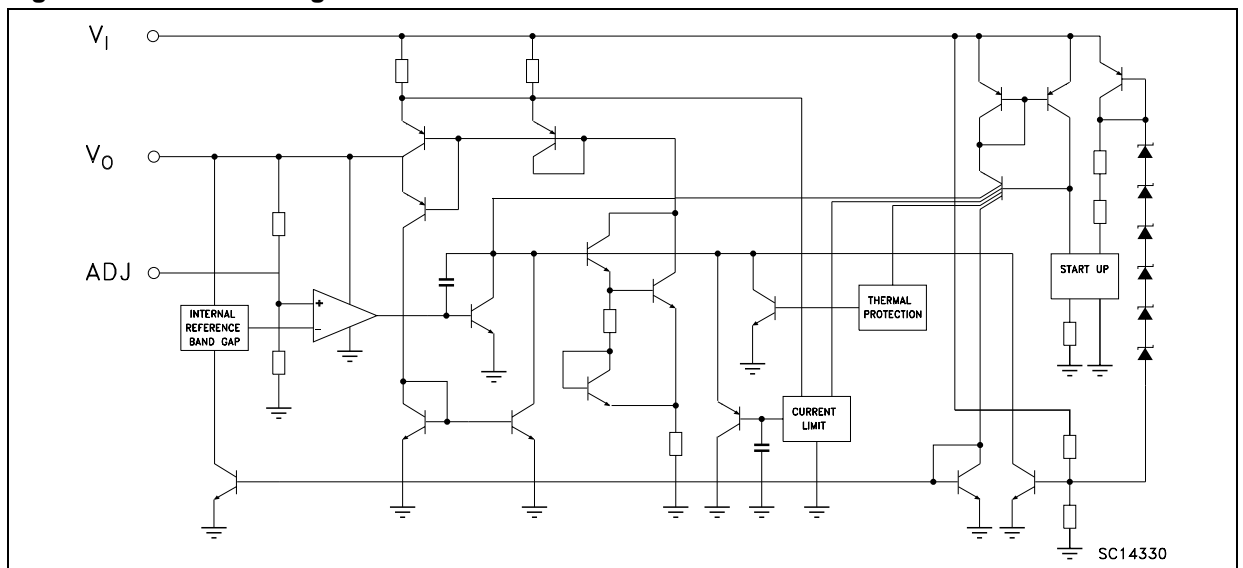 V_I
V_O
ADJ
INTERNAL
REFERENCE
BAND GAP
+
−
START UP
THERMAL
PROTECTION
CURRENT
LIMIT
SC14330